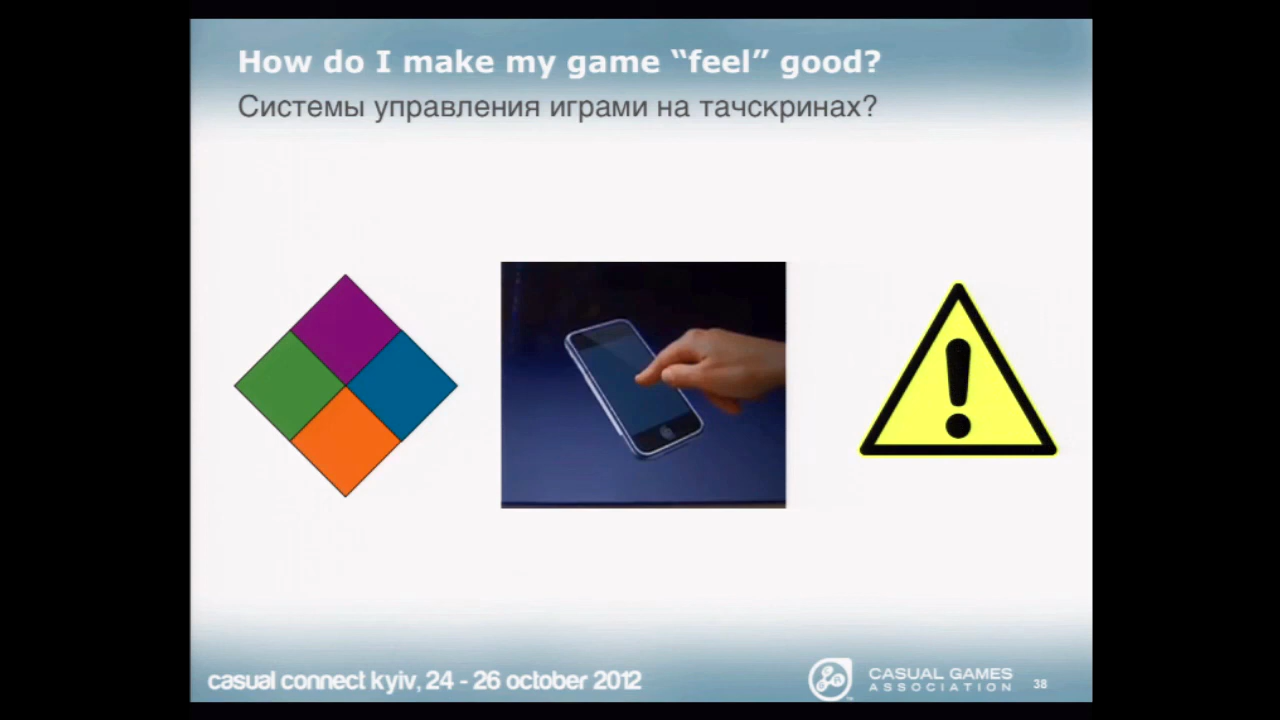 How do I make my game “feel” good?
Системы управления играми на тачскринах?
casual connect kyiv, 24 - 26 october 2012
CASUAL GAMES
ASSOCIATION
38